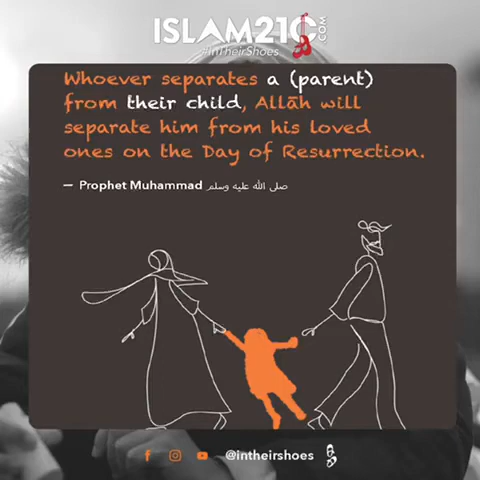 ISLAM21C.COM
#InTheirShoes
Whoever separates a (parent)
from their child, Allāh will
separate him from his loved
ones on the Day of Resurrection.
— Prophet Muhammad صلى الله عليه وسلم
@intheirshoes